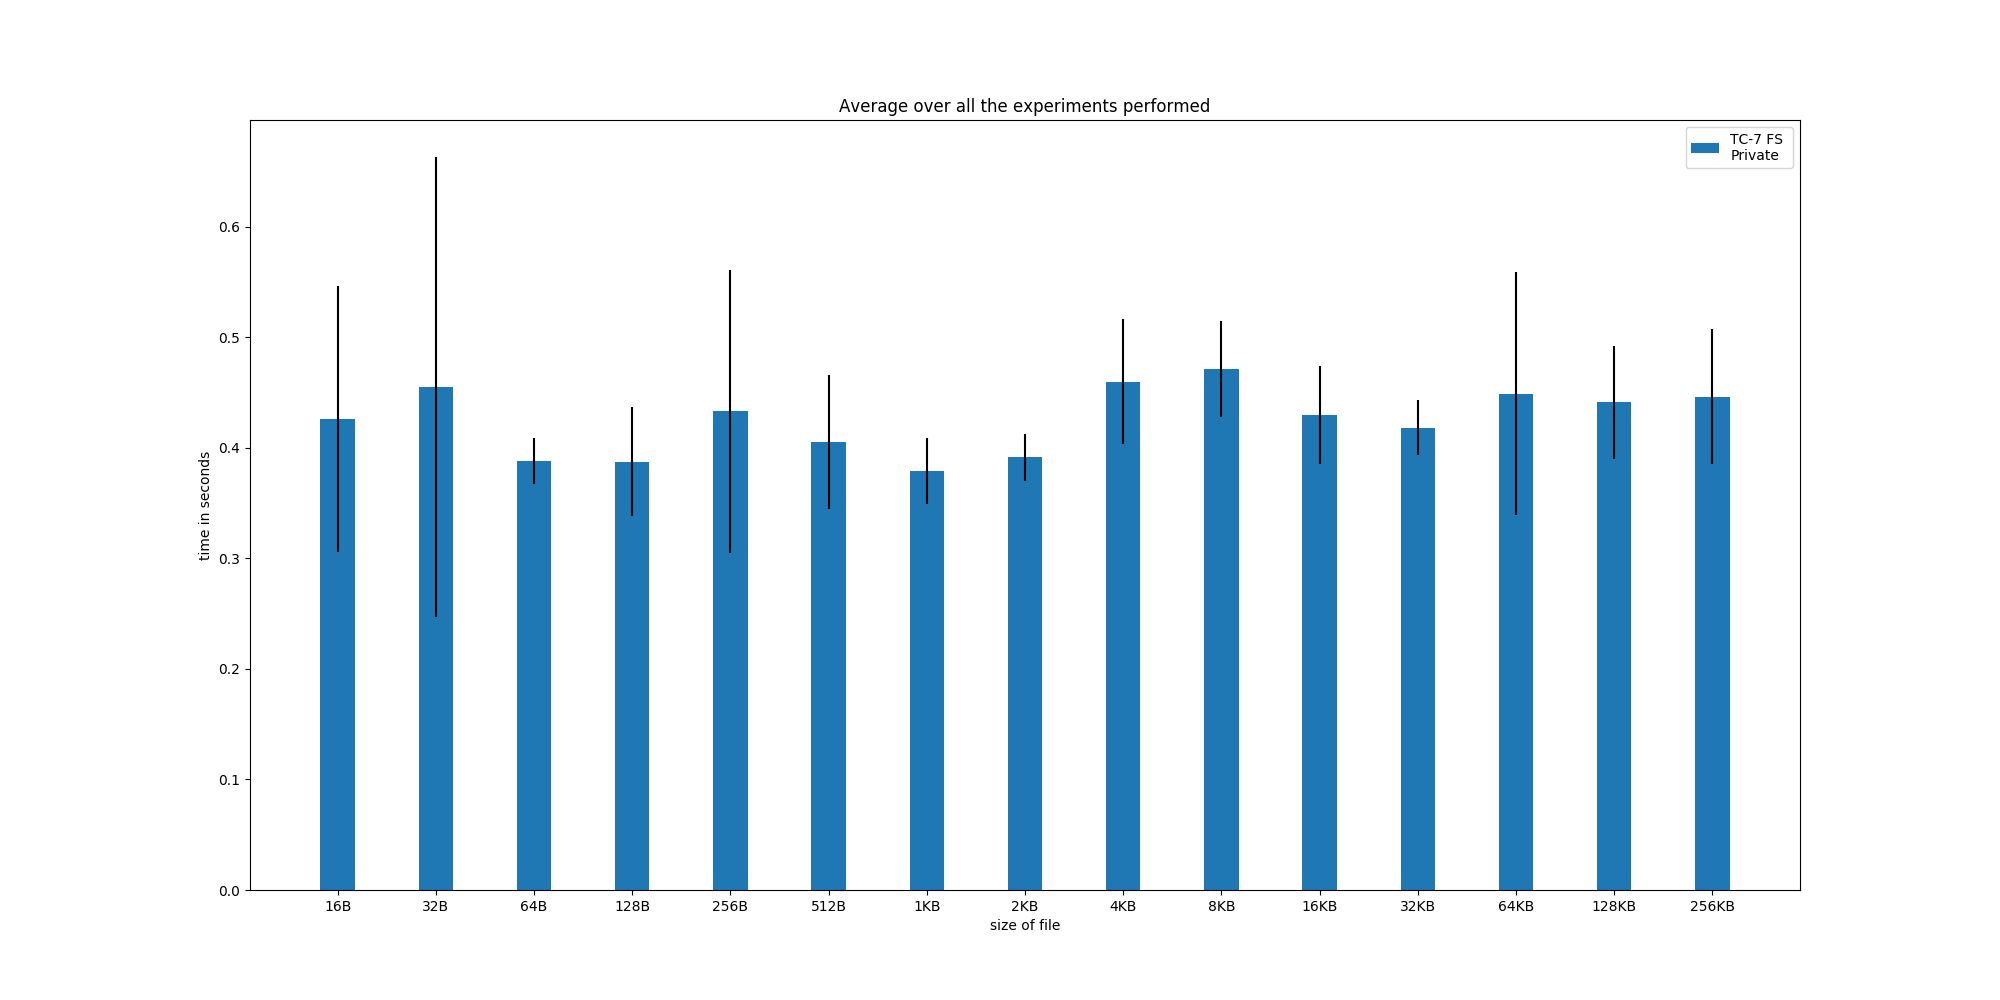 Average over all the experiments performed
TC-7 FS
Private
time in seconds
0.6
0.5
0.4
0.3
0.2
0.1
0.0
16B 32B 64B 128B 256B 512B 1KB 2KB 4KB 8KB 16KB 32KB 64KB 128KB 256KB
size of file